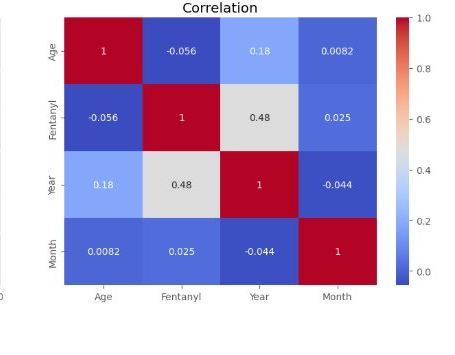 Correlation
Age 1 -0.056 0.18 0.0082
Fentanyl -0.056 1 0.48 0.025
Year 0.18 0.48 1 -0.044
Month 0.0082 0.025 -0.044 1
Age Fentanyl Year Month
1.0
0.8
0.6
0.4
0.2
0.0
0